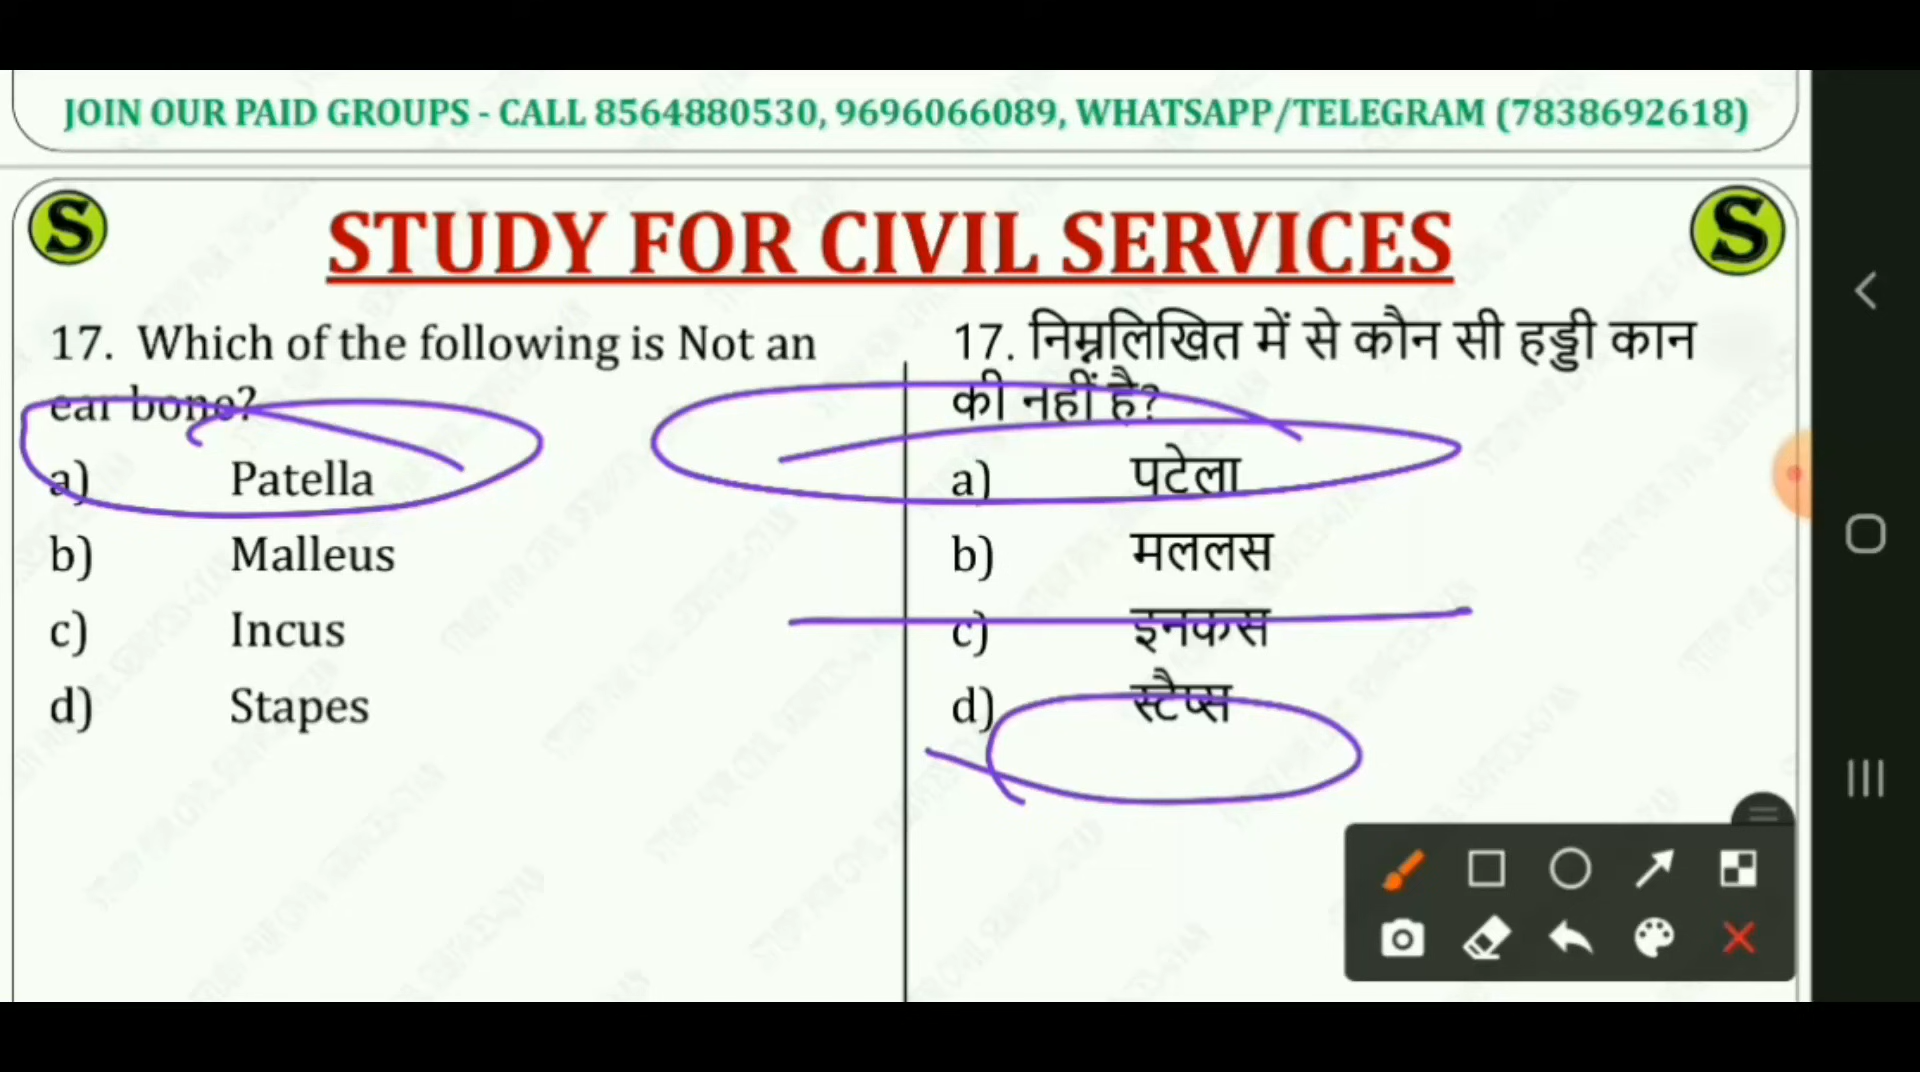 JOIN OUR PAID GROUPS - CALL 8564880530, 9696066089, WHATSAPP/TELEGRAM (7838692618)
S
STUDY FOR CIVIL SERVICES
S
17. Which of the following is Not an
ear bone?
a) Patella
b) Malleus
c) Incus
d) Stapes
17. निम्नलिखित में से कौन सी हड्डी कान
की नहीं है?
a) पटेला
b) मललस
c) इनकस
d) स्टैप्स